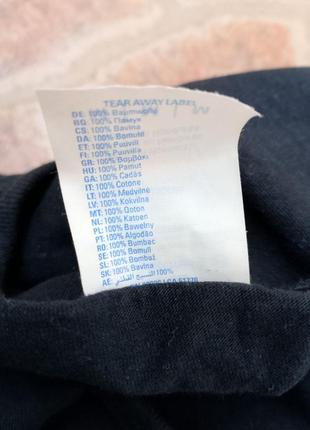 TEAR AWAY LABEL
DE: 100%
BG: 100% Памук
CS: 100% Bavlna
DA: 100% Bomuld
ET: 100% Puuvill
FI: 100% Puuvilla
GR: 100% Βαμβάκι
HU: 100% Pamut
GA: 100% Cadás
IT: 100% Cotone
LT: 100% Medvilnė
LV: 100% Kokvilna
MT: 100% Qoton
NL: 100% Katoen
PL: 100% Bawełny
PT: 100% Algodão
RO: 100% Bumbac
SE: 100% Bomull
SL: 100% Bombaž
SK: 100% Bavlna
AE: 100%